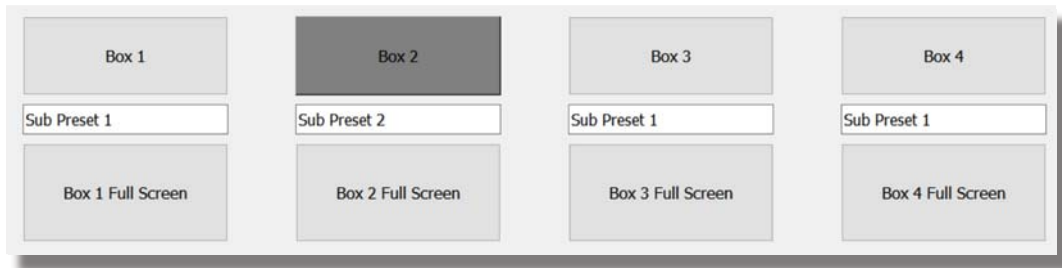 Box 1
Box 2
Box 3
Box 4
Sub Preset 1
Sub Preset 2
Sub Preset 1
Sub Preset 1
Box 1 Full Screen
Box 2 Full Screen
Box 3 Full Screen
Box 4 Full Screen